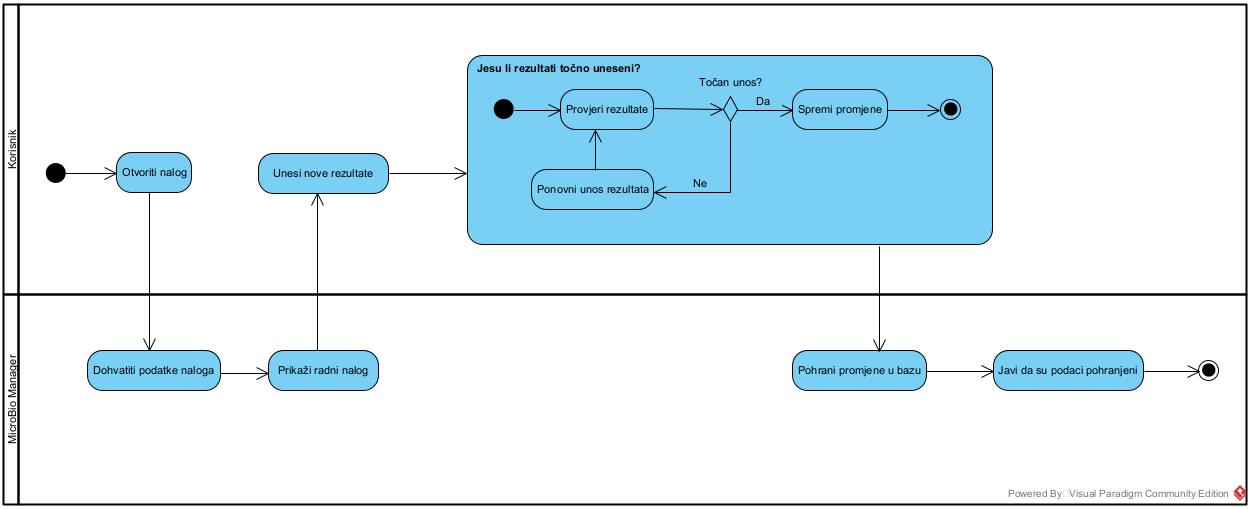 Korisnik
Jesu li rezultati točno uneseni?
Točan unos?
Provjeri rezultate
Da
Spremi promjene
Ne
Ponovni unos rezultata
Otvoriti nalog
Unesi nove rezultate
MicroBio Manager
Dohvatiti podatke naloga
Prikaži radni nalog
Pohrani promjene u bazu
Javi da su podaci pohranjeni
Powered By Visual Paradigm Community Edition